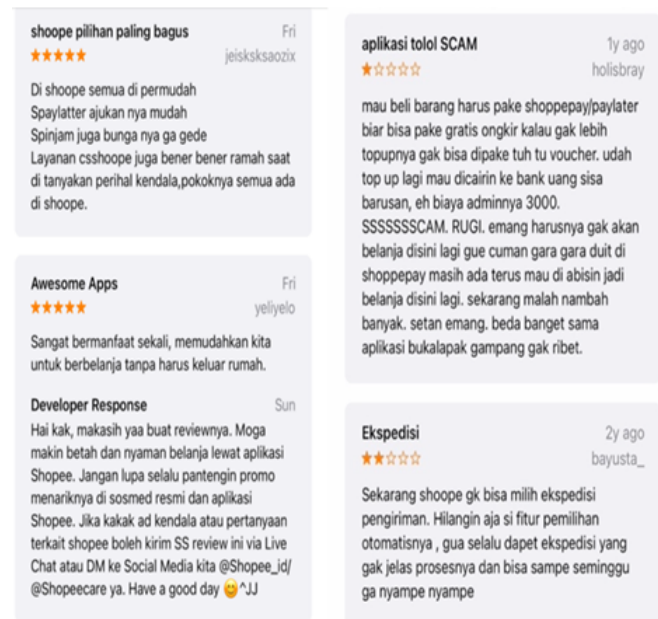 shoope pilihan paling bagus
Fri
jeisksksaozix
Di shoope semua di permudah
Spaylatter ajukan nya mudah
Spinjam juga bunga nya ga gede
Layanan csshoope juga bener bener ramah saat
di tanyakan perihal kendala,pokoknya semua ada
di shoope.
Awesome Apps
Fri
yeliyelo
Sangat bermanfaat sekali, memudahkan kita
untuk berbelanja tanpa harus keluar rumah.
Developer Response
Sun
Hai kak, makasih yaa buat reviewnya. Moga
makin betah dan nyaman belanja lewat aplikasi
Shopee. Jangan lupa selalu pantengin promo
menariknya di sosmed resmi dan aplikasi
Shopee. Jika kakak ad kendala atau pertanyaan
terkait shopee boleh kirim SS review ini via Live
Chat atau DM ke Social Media kita @Shopee_id/
@Shopeecare ya. Have a good day 😊^JJ
aplikasi tolol SCAM
1y ago
holisbray
mau beli barang harus pake shoppepay/paylater
biar bisa pake gratis ongkir kalau gak lebih
topupnya gak bisa dipake tuh tu voucher. udah
top up lagi mau dicairin ke bank uang sisa
barusan, eh biaya adminnya 3000.
SSSSSSSCAM. RUGI. emang harusnya gak akan
belanja disini lagi gue cuman gara gara duit di
shoppepay masih ada terus mau di abisin jadi
belanja disini lagi. sekarang malah nambah
banyak. setan emang. beda banget sama
aplikasi bukalapak gampang gak ribet.
Ekspedisi
2y ago
bayusta_
Sekarang shoope gk bisa milih ekspedisi
pengiriman. Hilangin aja si fitur pemilihan
otomatisnya , gua selalu dapet ekspedisi yang
gak jelas prosesnya dan bisa sampe seminggu
ga nyampe nyampe